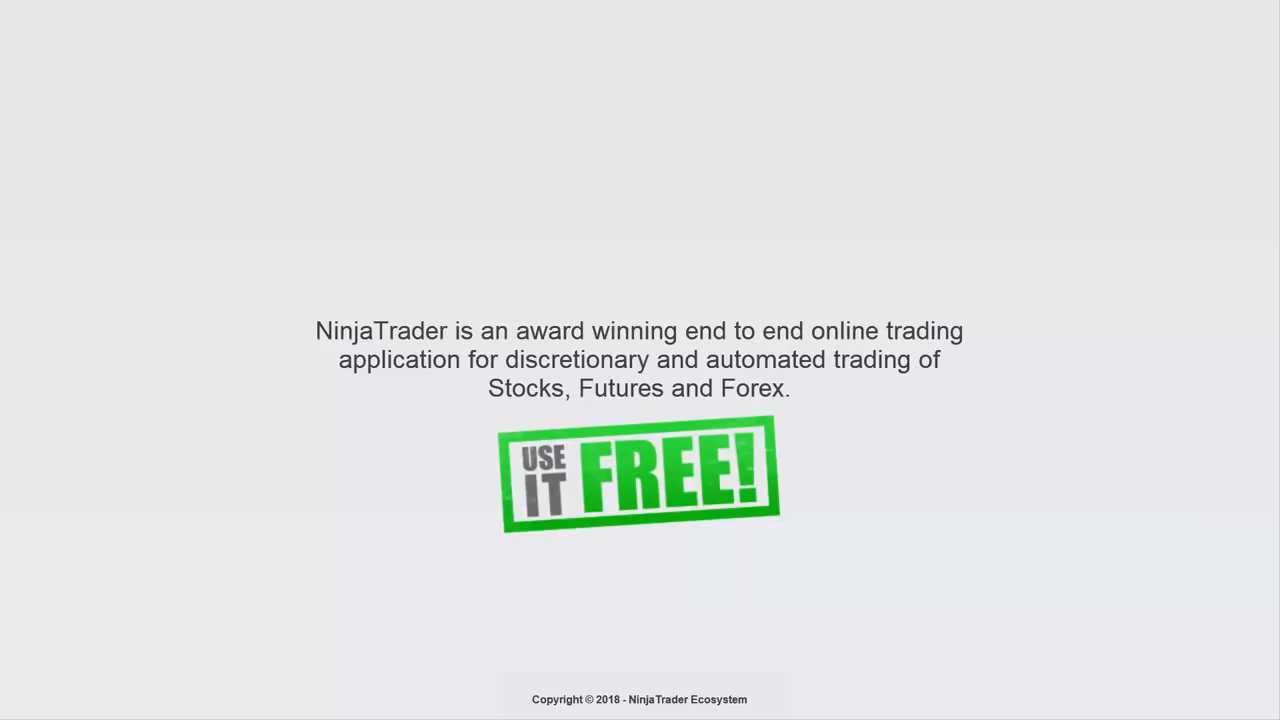 NinjaTrader is an award winning end to end online trading
application for discretionary and automated trading of
Stocks, Futures and Forex.
USE IT FREE!
Copyright © 2018 - NinjaTrader Ecosystem